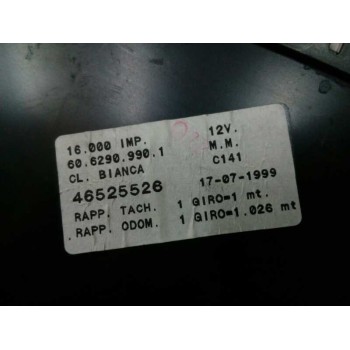 16.000 IMP. 12V.
60.6290.990.1 M.M.
CL. BIANCA C141
46525526 17-07-1999
RAPP. TACH. 1 GIRO=1 mt.
RAPP. ODOM. 1 GIRO=1.026 mt